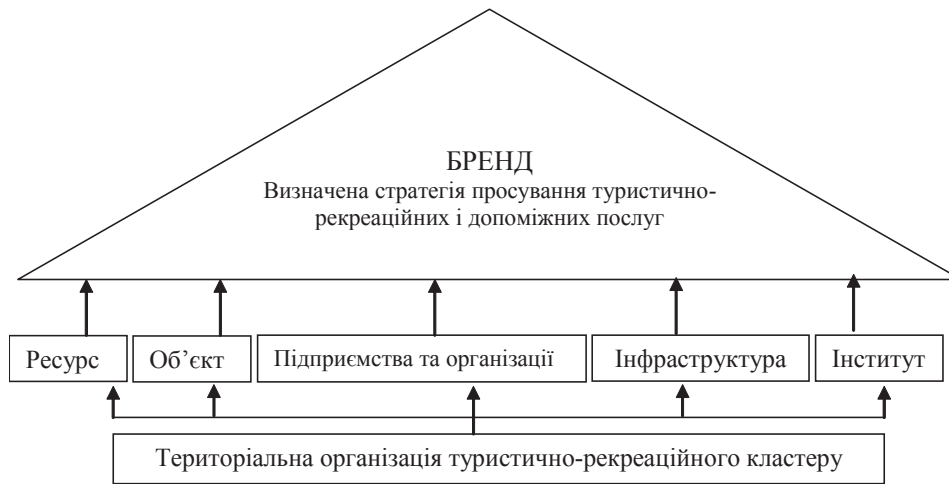 БРЕНД
Визначена стратегія просування туристично-
рекреаційних і допоміжних послуг
Ресурс
Об’єкт
Підприємства та організації
Інфраструктура
Інститут
Територіальна організація туристично-рекреаційного кластеру